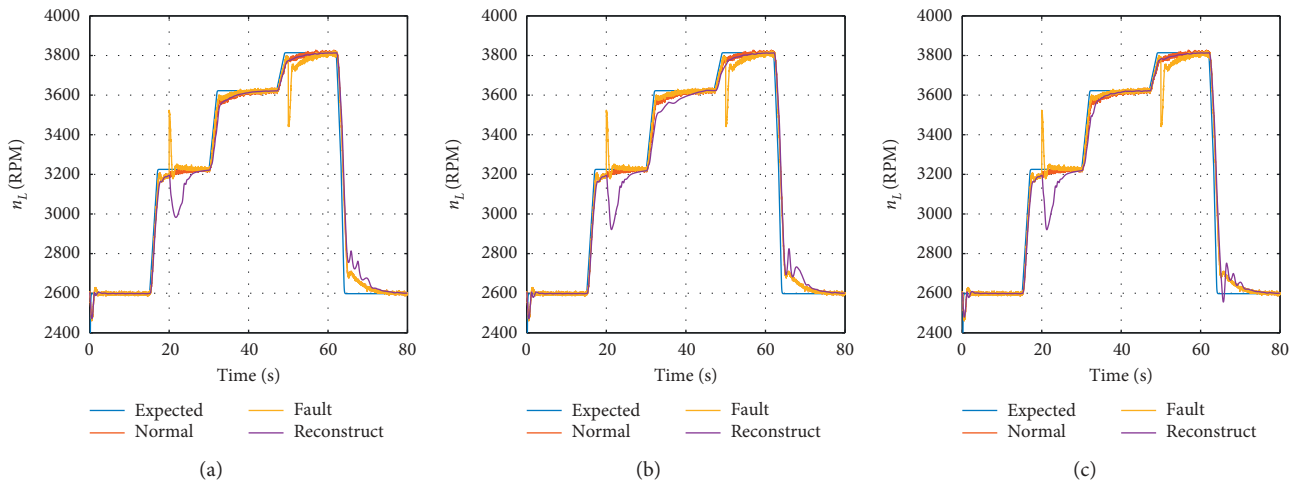 4000
3800
3600
3400
3200
3000
2800
2600
2400
n_L (RPM)
0 20 40 60 80
Time (s)
Expected Fault
Normal Reconstruct
(a)
4000
3800
3600
3400
3200
3000
2800
2600
2400
n_L (RPM)
0 20 40 60 80
Time (s)
Expected Fault
Normal Reconstruct
(b)
4000
3800
3600
3400
3200
3000
2800
2600
2400
n_L (RPM)
0 20 40 60 80
Time (s)
Expected Fault
Normal Reconstruct
(c)